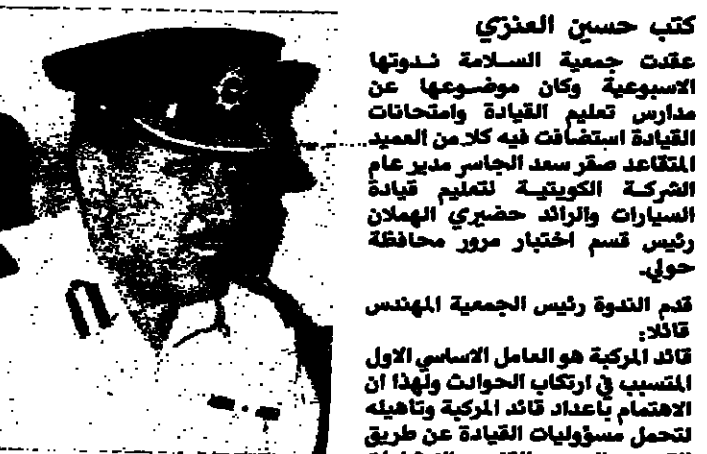 كتب حسين العنزي
عقدت جمعية السلامة ندوتها
الاسبوعية وكان موضوعها عن
مدارس تعليم القيادة وامتحانات
القيادة استضافت فيه كلا من العميد
المتقاعد صقر سعد الجاسر مدير عام
الشركة الكويتية لتعليم قيادة
السيارات والرائد حضيري الهملان
رئيس قسم اختبار مرور محافظة
حولي.
قدم الندوة رئيس الجمعية المهندس
قائلا:
قائد المركبة هو العامل الاساسي الاول
المتسبب في ارتكاب الحوادث ولهذا ان
الاهتمام باعداد قائد المركبة وتاهيله
لتحمل مسؤوليات القيادة عن طريق